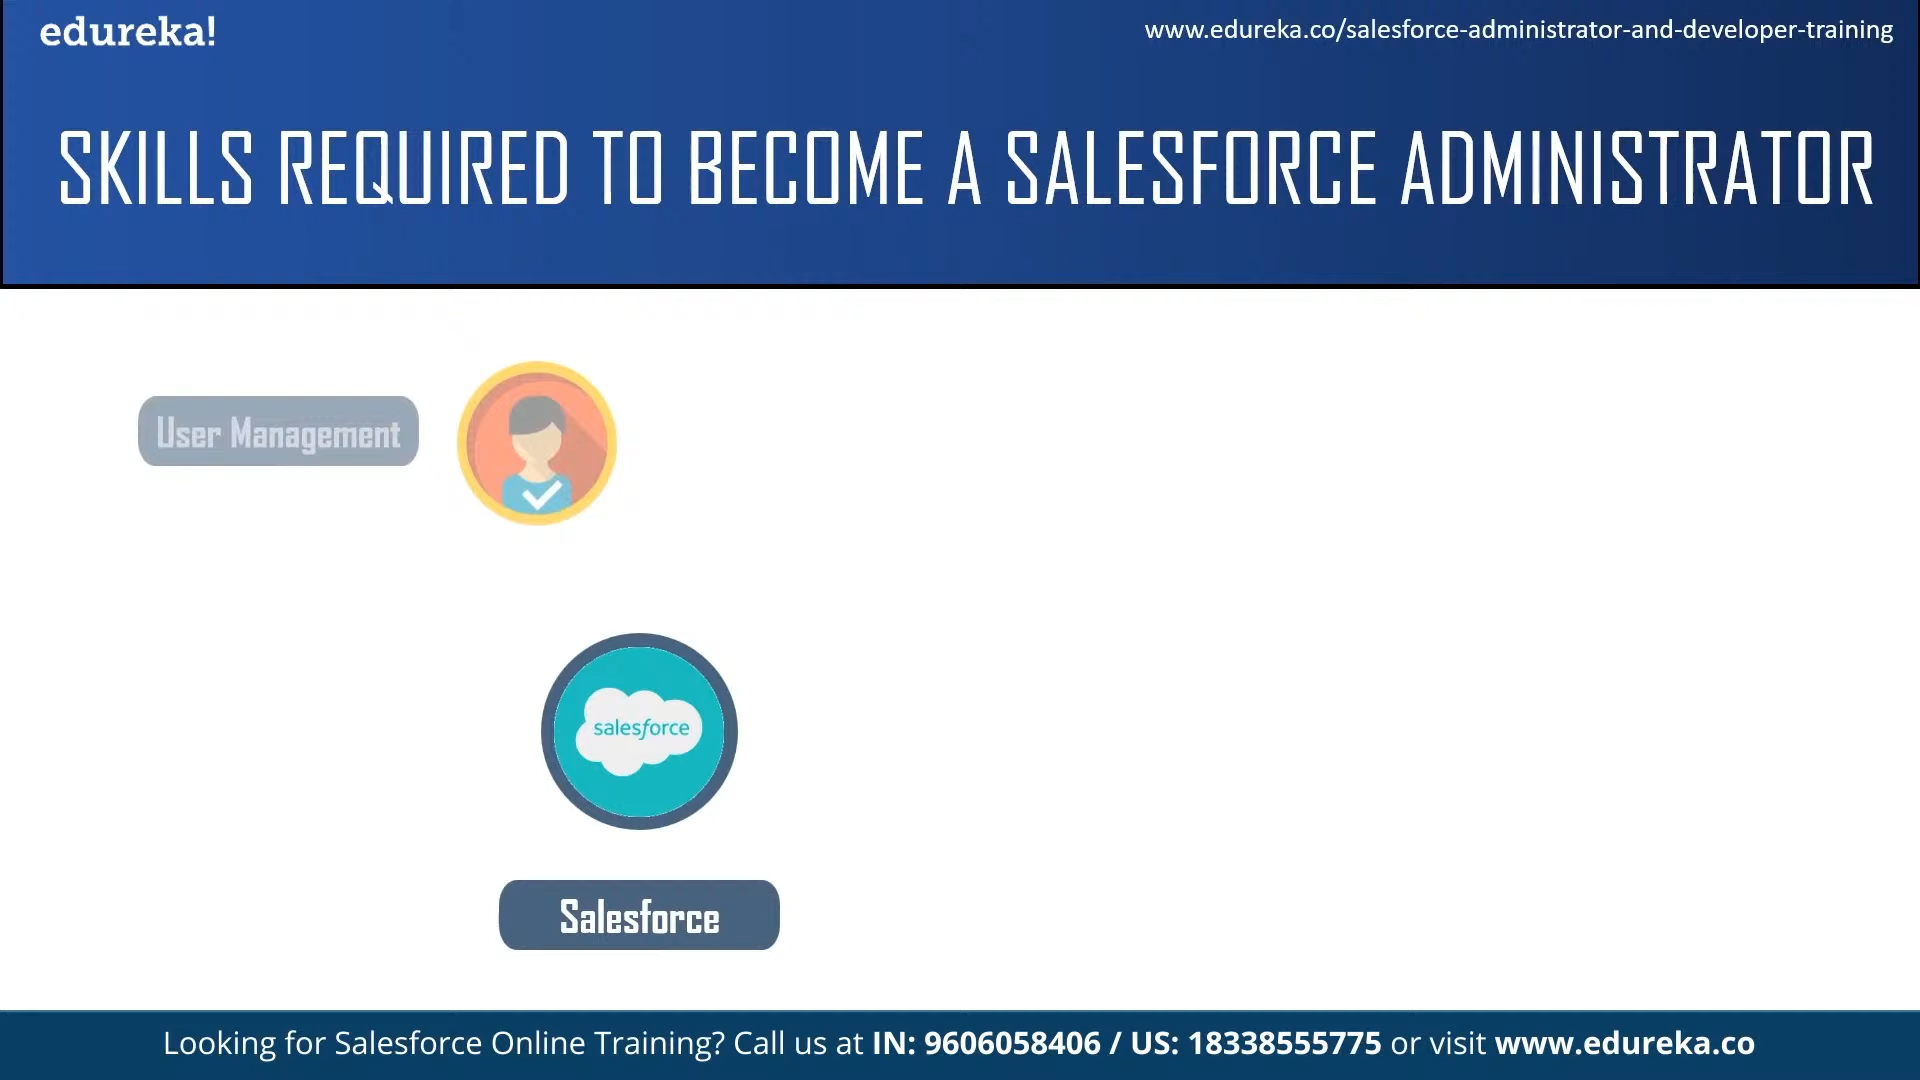 edureka!
www.edureka.co/salesforce-administrator-and-developer-training
SKILLS REQUIRED TO BECOME A SALESFORCE ADMINISTRATOR
User Management
salesforce
Salesforce
Looking for Salesforce Online Training? Call us at IN: 9606058406 / US: 18338555775 or visit www.edureka.co